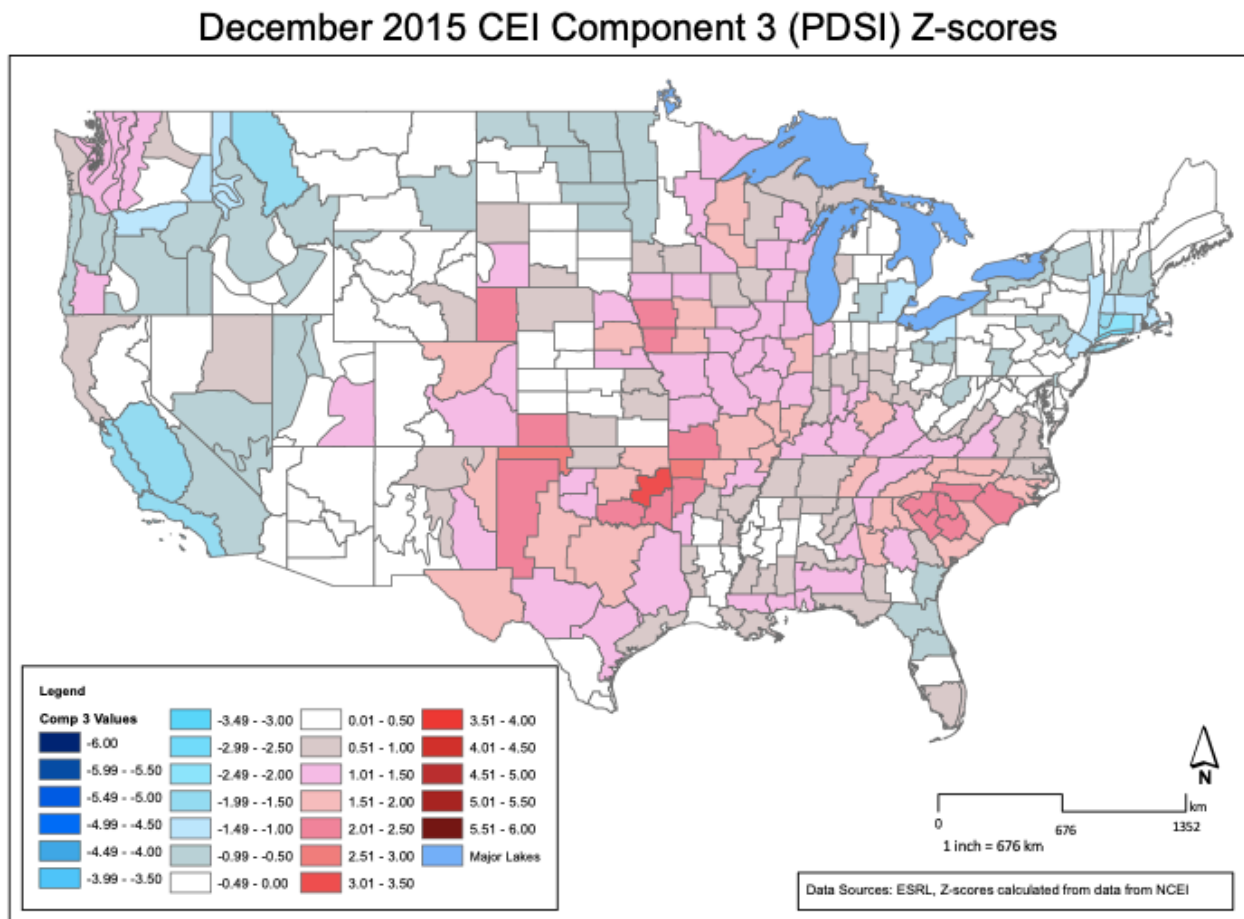 December 2015 CEI Component 3 (PDSI) Z-scores
Legend
Comp 3 Values
-6.00
-5.99 - -5.50
-5.49 - -5.00
-4.99 - -4.50
-4.49 - -4.00
-3.99 - -3.50
-3.49 - -3.00
-2.99 - -2.50
-2.49 - -2.00
-1.99 - -1.50
-1.49 - -1.00
-0.99 - -0.50
-0.49 - 0.00
0.01 - 0.50
0.51 - 1.00
1.01 - 1.50
1.51 - 2.00
2.01 - 2.50
2.51 - 3.00
3.01 - 3.50
3.51 - 4.00
4.01 - 4.50
4.51 - 5.00
5.01 - 5.50
5.51 - 6.00
Major Lakes
N
km
0 676 1352
1 inch = 676 km
Data Sources: ESRL, Z-scores calculated from data from NCEI